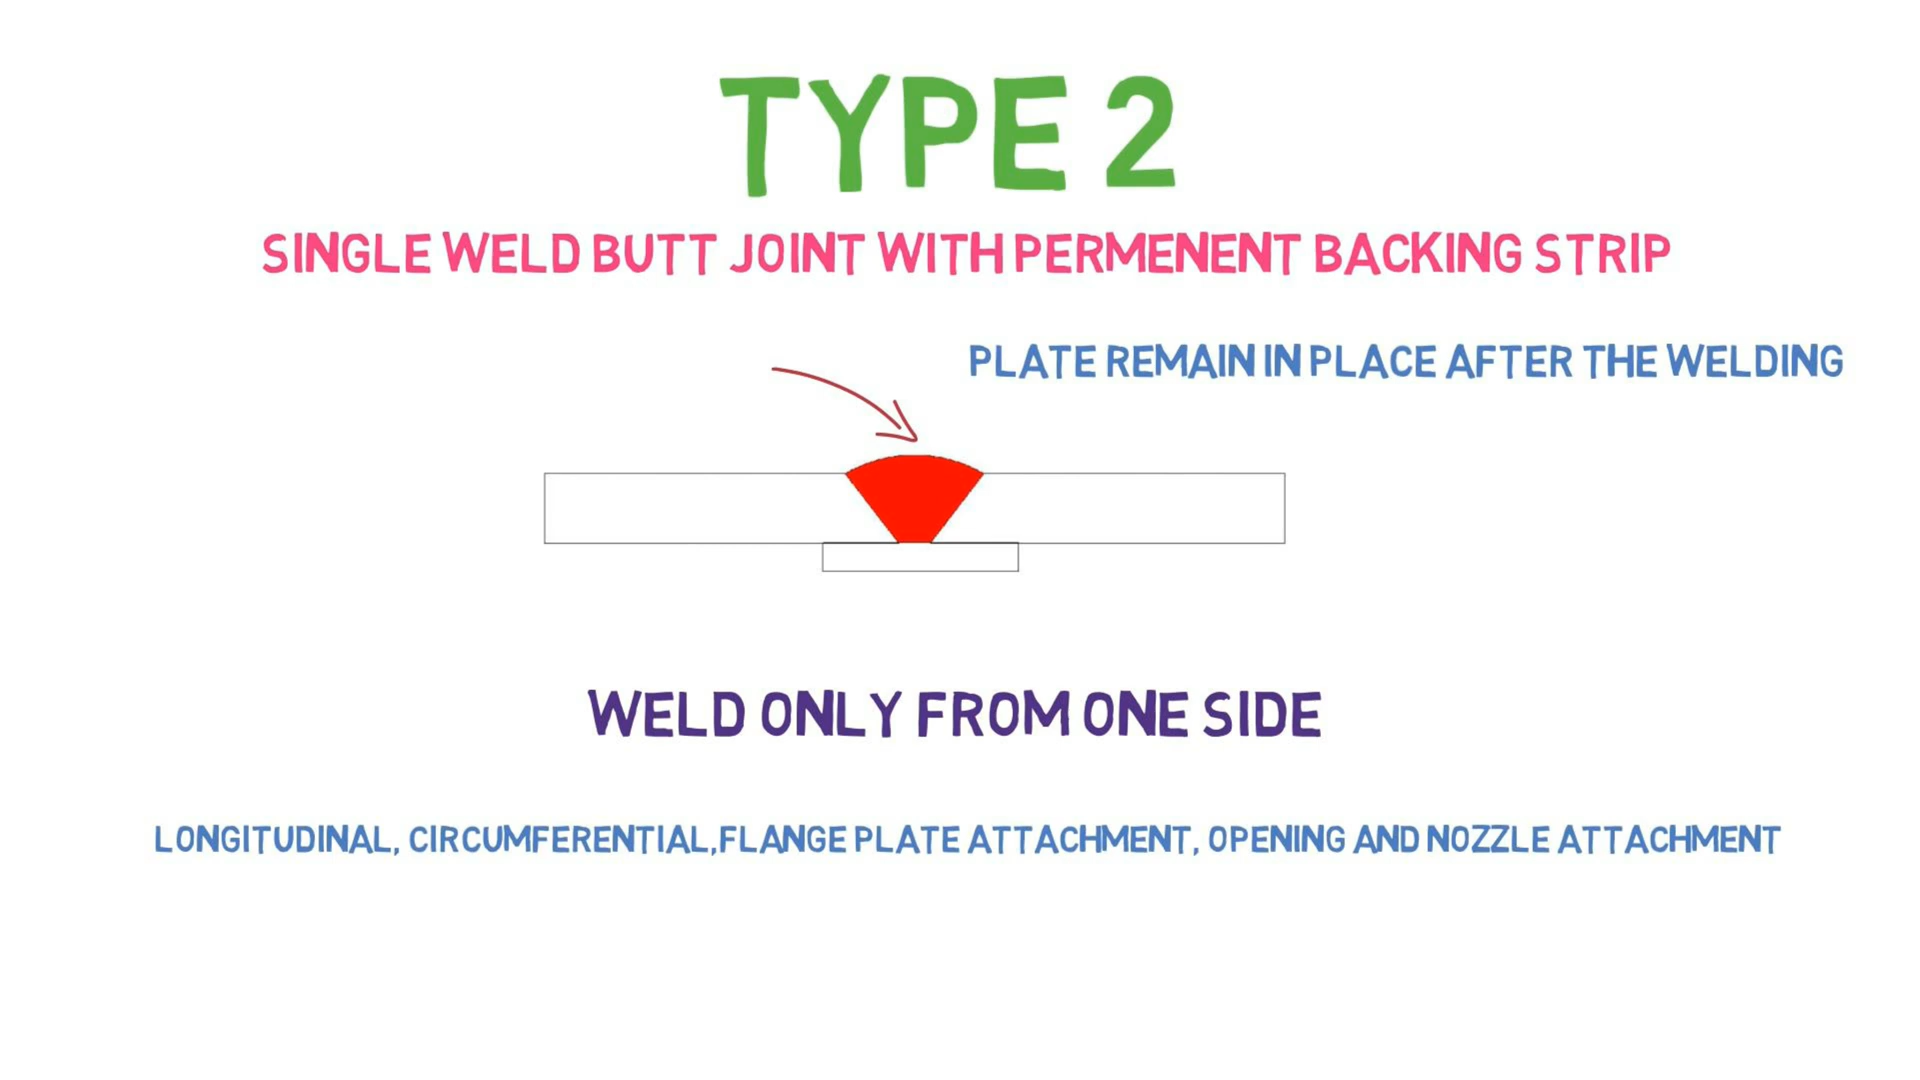 TYPE 2
SINGLE WELD BUTT JOINT WITH PERMENENT BACKING STRIP
PLATE REMAIN IN PLACE AFTER THE WELDING
WELD ONLY FROM ONE SIDE
LONGITUDINAL, CIRCUMFERENTIAL,FLANGE PLATE ATTACHMENT, OPENING AND NOZZLE ATTACHMENT